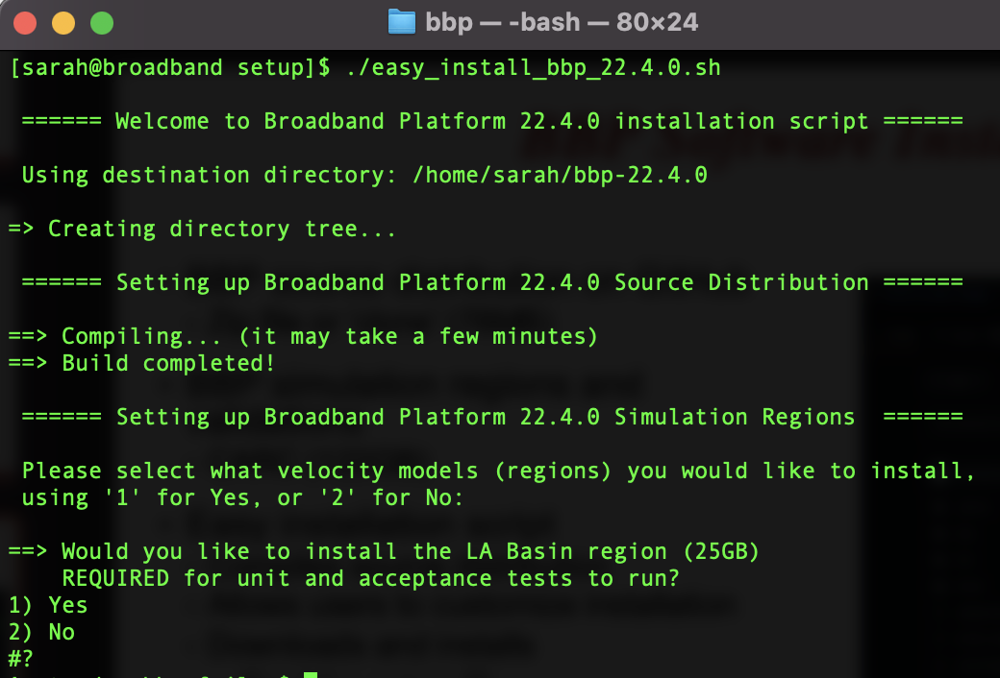 bbp — -bash — 80×24
[sarah@broadband setup]$ ./easy_install_bbp_22.4.0.sh
====== Welcome to Broadband Platform 22.4.0 installation script ======
Using destination directory: /home/sarah/bbp-22.4.0
=> Creating directory tree...
====== Setting up Broadband Platform 22.4.0 Source Distribution ======
==> Compiling... (it may take a few minutes)
==> Build completed!
====== Setting up Broadband Platform 22.4.0 Simulation Regions  ======
Please select what velocity models (regions) you would like to install,
using '1' for Yes, or '2' for No:
==> Would you like to install the LA Basin region (25GB)
REQUIRED for unit and acceptance tests to run?
1) Yes
2) No
#?